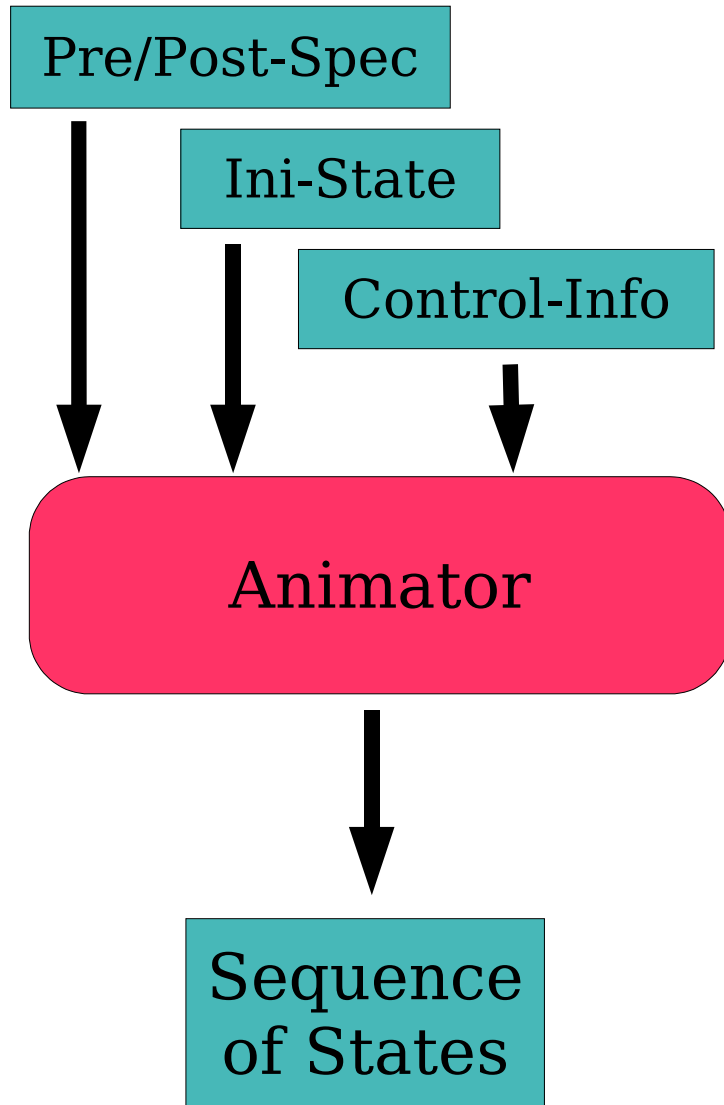 Pre/Post-Spec
Ini-State
Control-Info
Animator
Sequence
of States